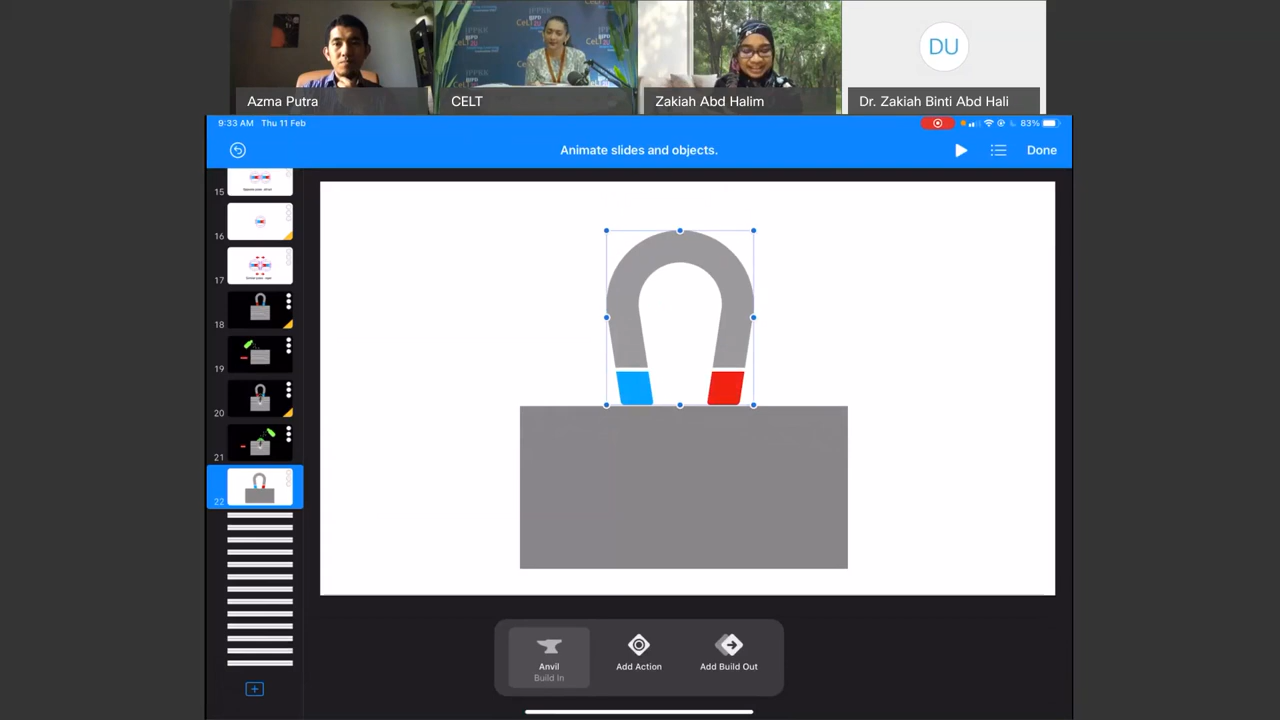 Azma Putra
CELT
Zakiah Abd Halim
DU
Dr. Zakiah Binti Abd Hali
9:33 AM Thu 11 Feb
83%
Animate slides and objects.
Done
15
16
17
18
19
20
21
22
Anvil
Build In
Add Action
Add Build Out